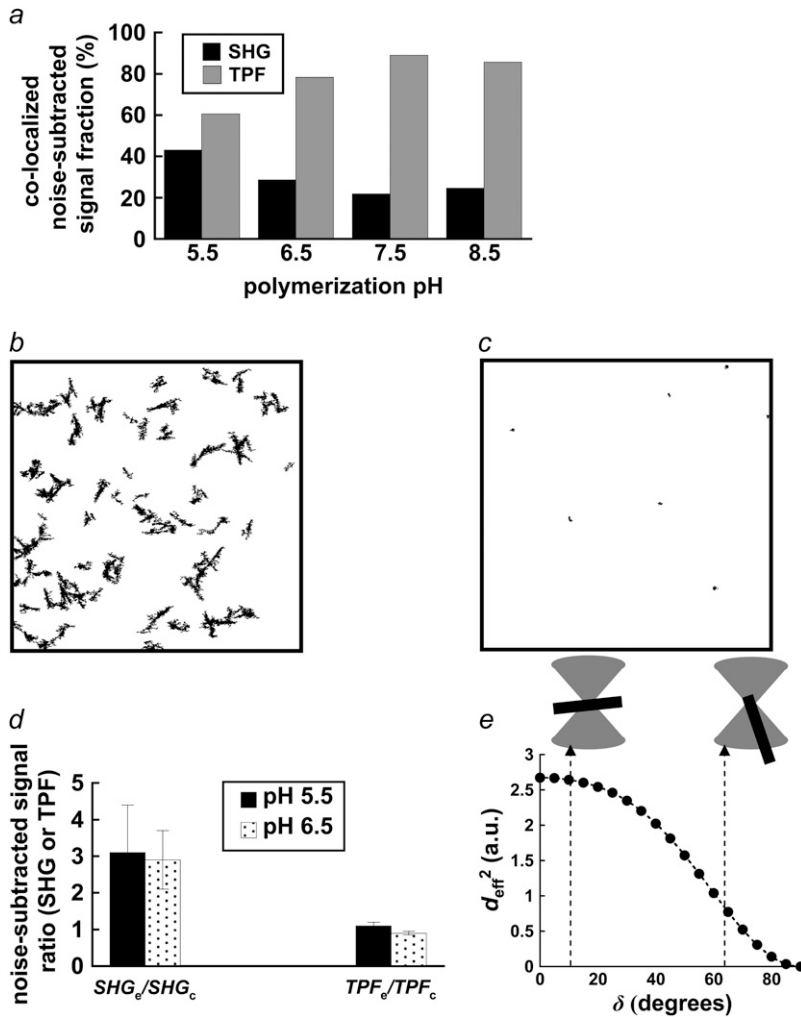 a
co-localized
noise-subtracted
signal fraction (%)
100
80
60
40
20
0
SHG
TPF
5.5 6.5 7.5 8.5
polymerization pH
b
c
d
noise-subtracted signal
ratio (SHG or TPF)
5
4
3
2
1
0
pH 5.5
pH 6.5
SHGe/SHGc TPFe/TPFc
e
deff2 (a.u.)
3
2.5
2
1.5
1
0.5
0
0 20 40 60 80
δ (degrees)